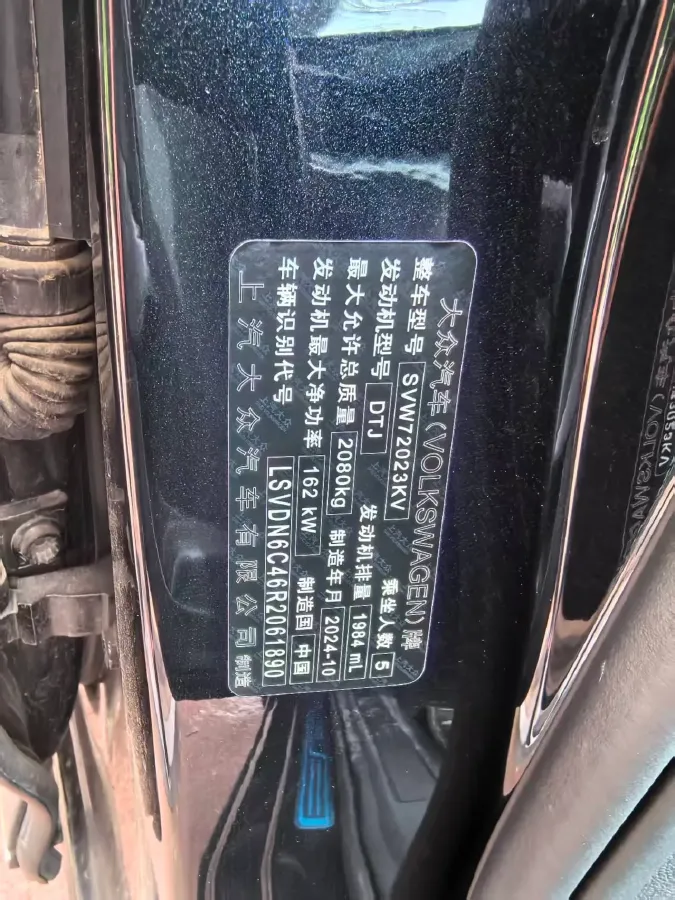 大众汽车(VOLKSWAGEN)牌
整车型号 SVW72023KV 乘坐人数 5
发动机型号 DTJ 发动机排量 1984 mL
最大允许总质量 2080kg 制造年月 2024-10
发动机最大净功率 162 kW 制造国 中国
车辆识别代号 LSVDN6C46R2061890
上汽大众汽车有限公司 制造